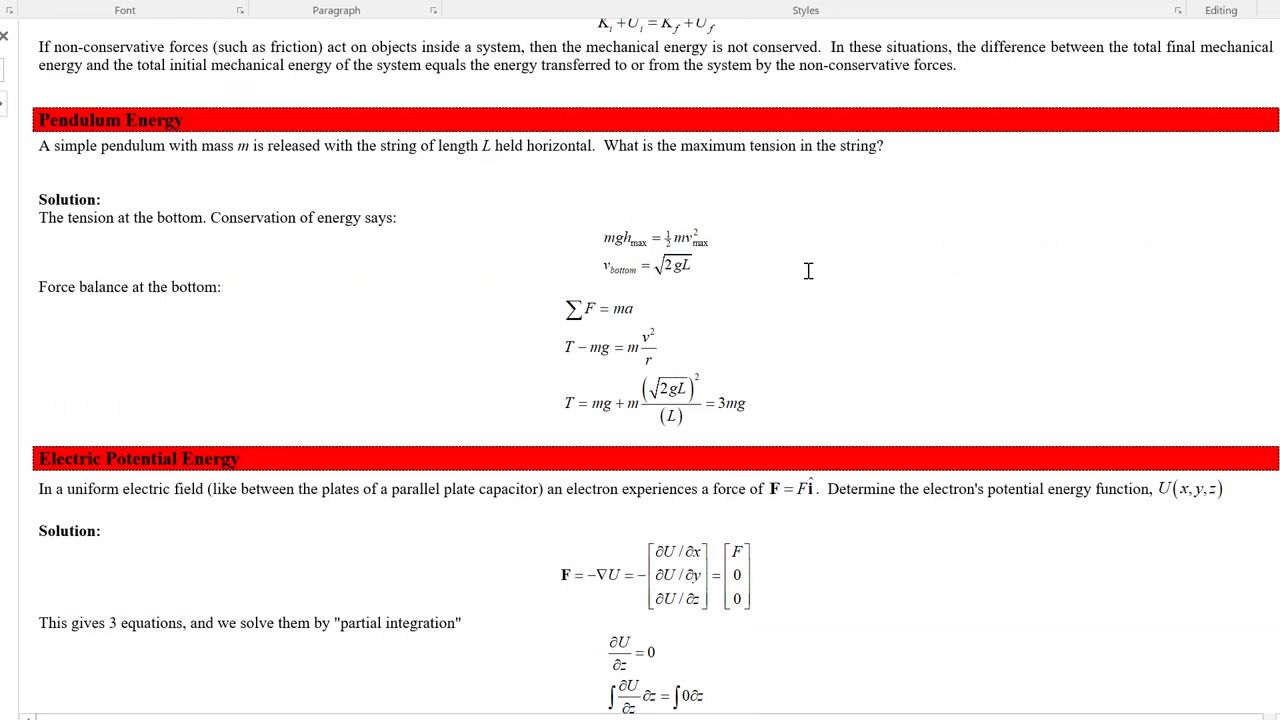 Font Paragraph Styles Editing
K_i + U_i = K_f + U_f
If non-conservative forces (such as friction) act on objects inside a system, then the mechanical energy is not conserved. In these situations, the difference between the total final mechanical
energy and the total initial mechanical energy of the system equals the energy transferred to or from the system by the non-conservative forces.
Pendulum Energy
A simple pendulum with mass m is released with the string of length L held horizontal. What is the maximum tension in the string?
Solution:
The tension at the bottom. Conservation of energy says:
mgh_max = ½ mv²_max
v_bottom = √2gL
Force balance at the bottom:
∑F = ma
T − mg = m v²/r
T = mg + m (√2gL)²/(L) = 3mg
Electric Potential Energy
In a uniform electric field (like between the plates of a parallel plate capacitor) an electron experiences a force of F = Fî. Determine the electron's potential energy function, U(x,y,z)
Solution:
F = −∇U = −[∂U/∂x ∂U/∂y ∂U/∂z] = [F 0 0]
This gives 3 equations, and we solve them by "partial integration"
∂U/∂z = 0
∫ ∂U/∂z ∂z = ∫0∂z